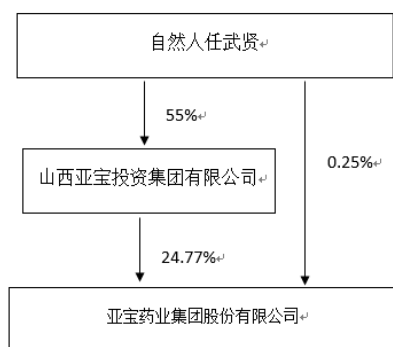 自然人任武贤
55%
山西亚宝投资集团有限公司
0.25%
24.77%
亚宝药业集团股份有限公司